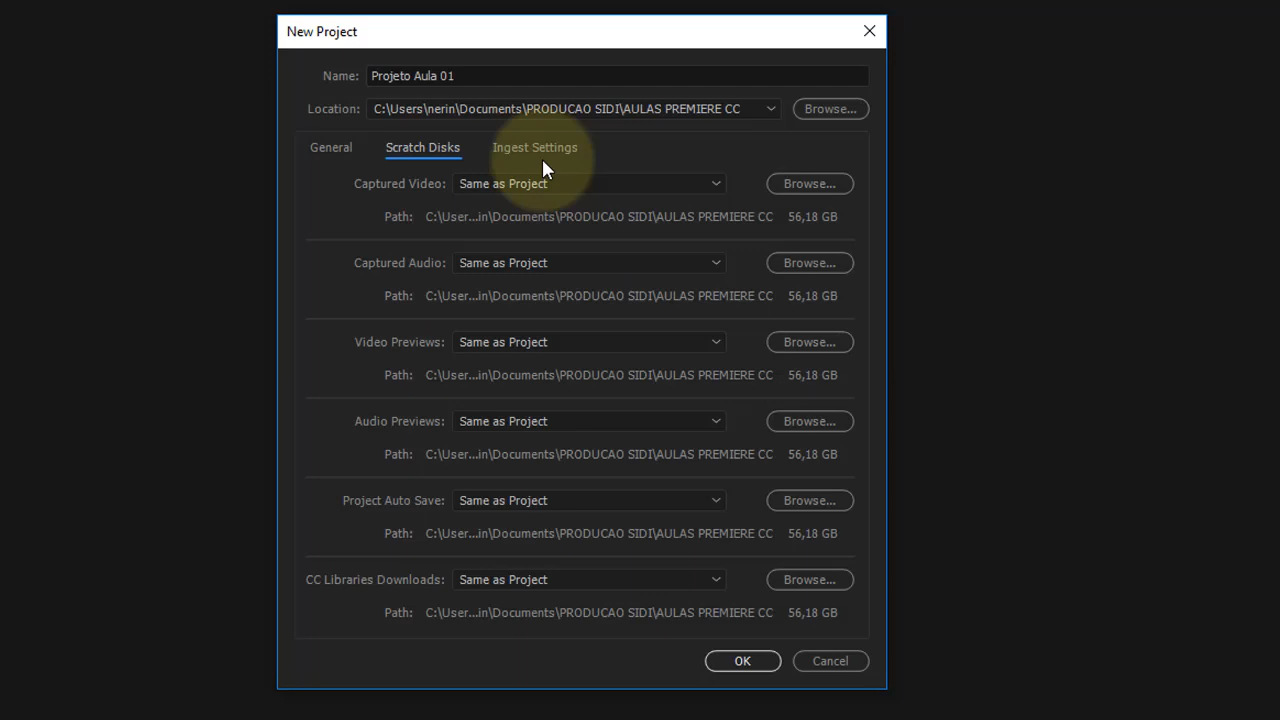 New Project
Name: Projeto Aula 01
Location: C:\Users\nerin\Documents\PRODUCAO SIDI\AULAS PREMIERE CC Browse...
General Scratch Disks Ingest Settings
Captured Video: Same as Project Browse...
Path: C:\User...in\Documents\PRODUCAO SIDI\AULAS PREMIERE CC 56,18 GB
Captured Audio: Same as Project Browse...
Path: C:\User...in\Documents\PRODUCAO SIDI\AULAS PREMIERE CC 56,18 GB
Video Previews: Same as Project Browse...
Path: C:\User...in\Documents\PRODUCAO SIDI\AULAS PREMIERE CC 56,18 GB
Audio Previews: Same as Project Browse...
Path: C:\User...in\Documents\PRODUCAO SIDI\AULAS PREMIERE CC 56,18 GB
Project Auto Save: Same as Project Browse...
Path: C:\User...in\Documents\PRODUCAO SIDI\AULAS PREMIERE CC 56,18 GB
CC Libraries Downloads: Same as Project Browse...
Path: C:\User...in\Documents\PRODUCAO SIDI\AULAS PREMIERE CC 56,18 GB
OK Cancel